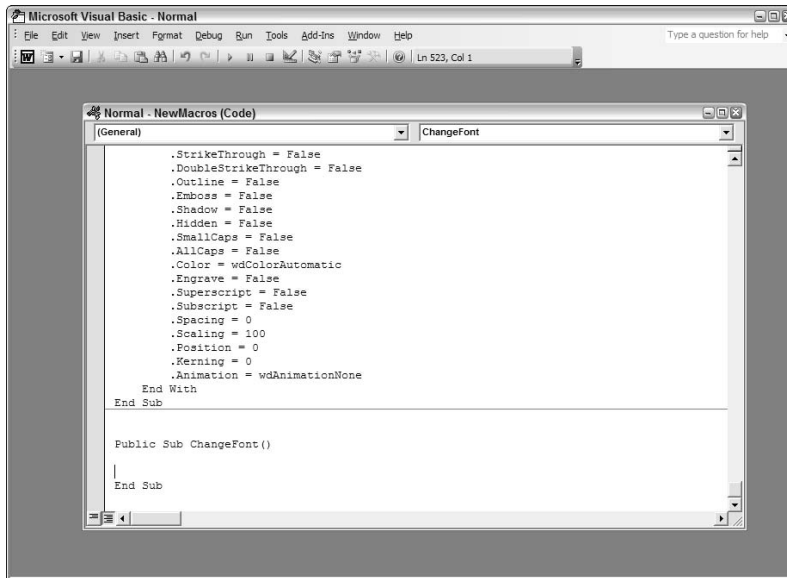 Microsoft Visual Basic - Normal
File Edit View Insert Format Debug Run Tools Add-Ins Window Help
Type a question for help
Ln 523, Col 1
Normal - NewMacros (Code)
(General)
ChangeFont
.StrikeThrough = False
.DoubleStrikeThrough = False
.Outline = False
.Emboss = False
.Shadow = False
.Hidden = False
.SmallCaps = False
.AllCaps = False
.Color = wdColorAutomatic
.Engrave = False
.Superscript = False
.Subscript = False
.Spacing = 0
.Scaling = 100
.Position = 0
.Kerning = 0
.Animation = wdAnimationNone
End With
End Sub
Public Sub ChangeFont()
End Sub